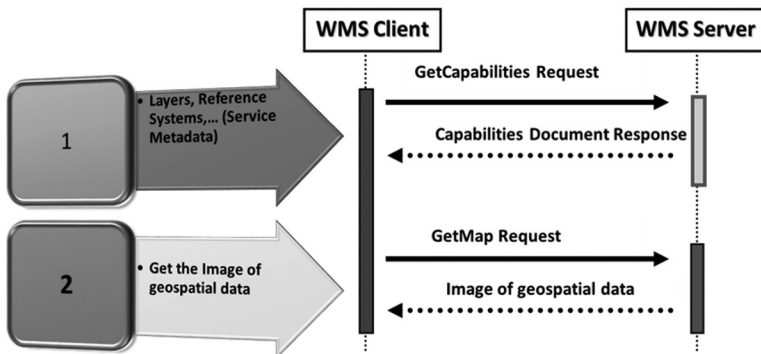 WMS Client
WMS Server
GetCapabilities Request
1
• Layers, Reference
Systems,... (Service
Metadata)
Capabilities Document Response
GetMap Request
2
• Get the Image of
geospatial data
Image of geospatial data